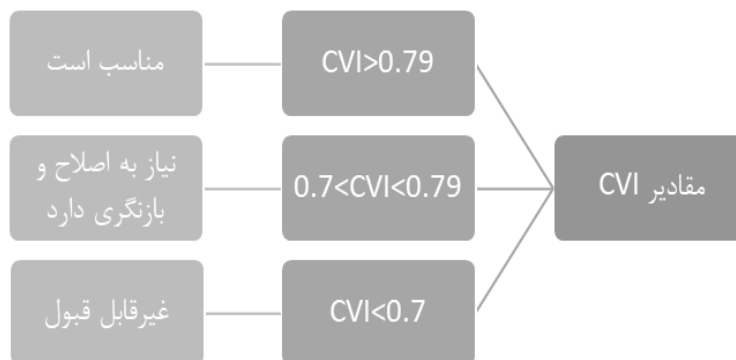 مقادیر CVI
CVI>0.79
مناسب است
0.7<CVI<0.79
نیاز به اصلاح و
بازنگری دارد
CVI<0.7
غیرقابل قبول